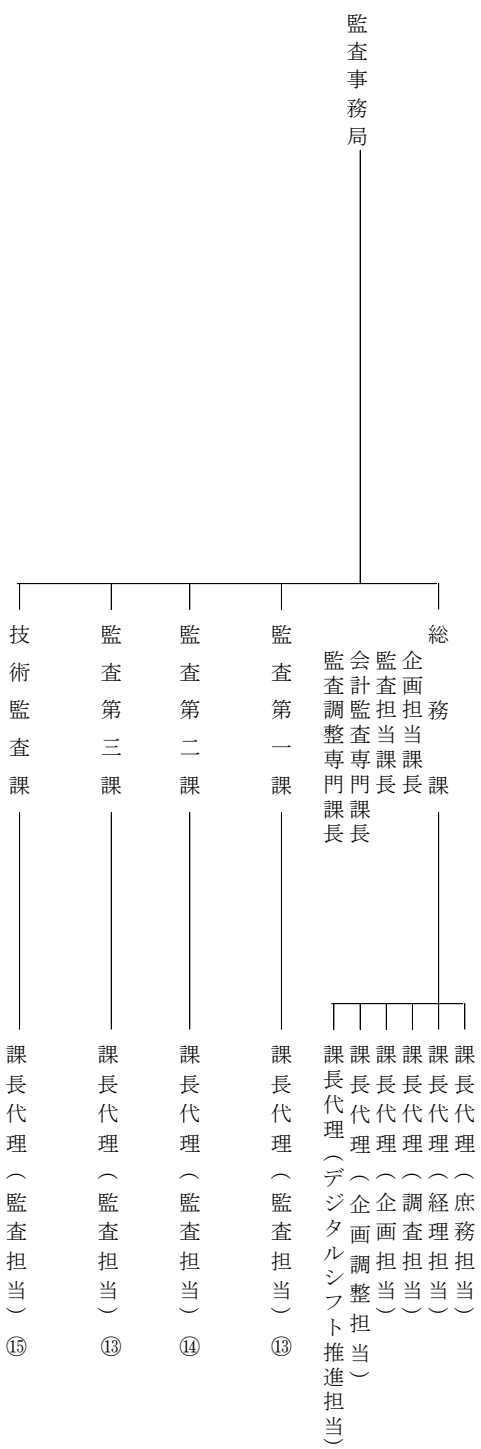 監査事務局
総務課
企画担当課長
監査担当課長
会計監査専門課長
監査調整専門課長
課長代理（庶務担当）
課長代理（経理担当）
課長代理（調査担当）
課長代理（企画担当）
課長代理（企画調整担当）
課長代理（デジタルシフト推進担当）
監査第一課
課長代理（監査担当）⑬
監査第二課
課長代理（監査担当）⑭
監査第三課
課長代理（監査担当）⑬
技術監査課
課長代理（監査担当）⑮